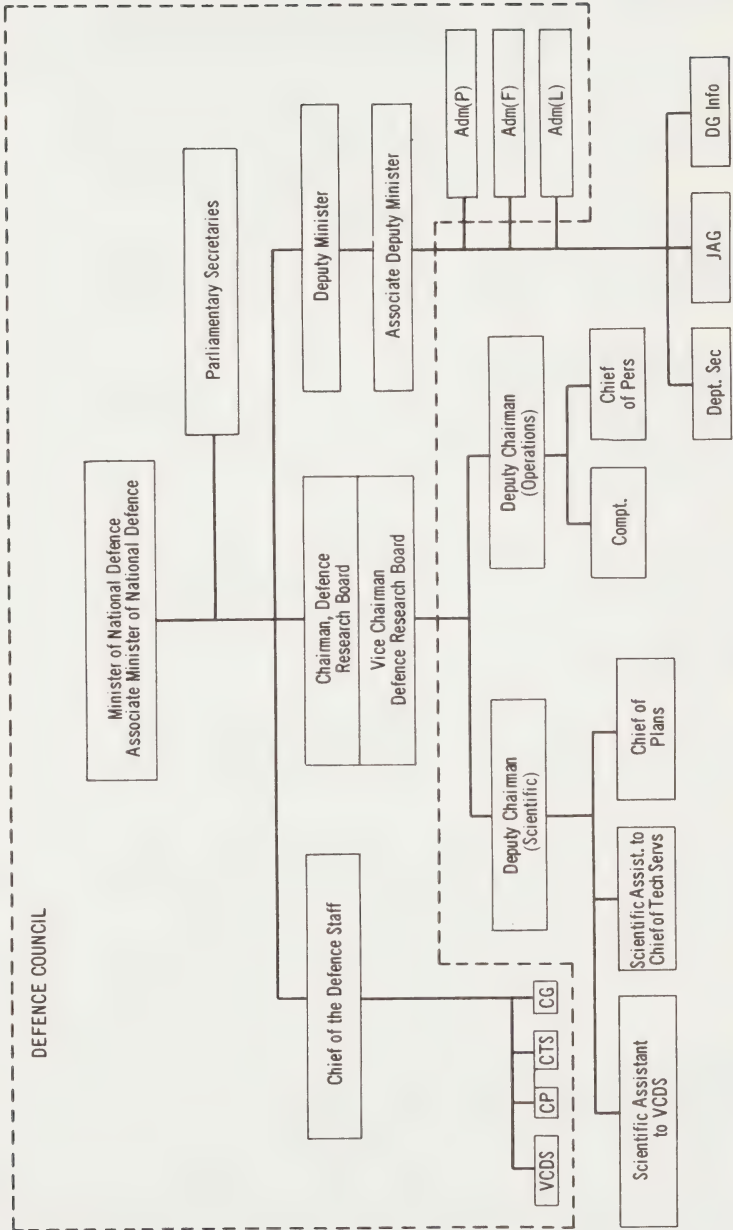 DEFENCE COUNCIL
Minister of National Defence
Associate Minister of National Defence
Parliamentary Secretaries
Chief of the Defence Staff
Chairman, Defence
Research Board
Vice Chairman
Defence Research Board
Deputy Minister
Associate Deputy Minister
VCDS
CP
CTS
CG
Adm(P)
Adm(F)
Adm(L)
Deputy Chairman
(Scientific)
Deputy Chairman
(Operations)
Scientific Assistant
to VCDS
Scientific Assist. to
Chief of Tech Servs
Chief of
Plans
Compt.
Chief
of Pers
Dept. Sec
JAG
DG Info